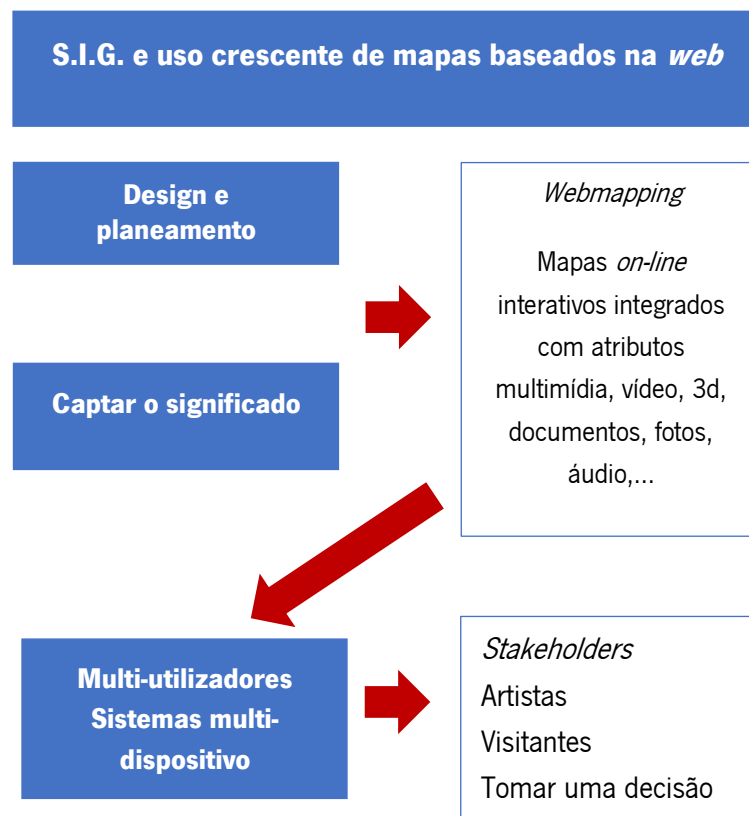 S.I.G. e uso crescente de mapas baseados na web
Design e
planeamento
Captar o significado
Webmapping
Mapas on-line
interativos integrados
com atributos
multimídia, vídeo, 3d,
documentos, fotos,
áudio,...
Multi-utilizadores
Sistemas multi-
dispositivo
Stakeholders
Artistas
Visitantes
Tomar uma decisão